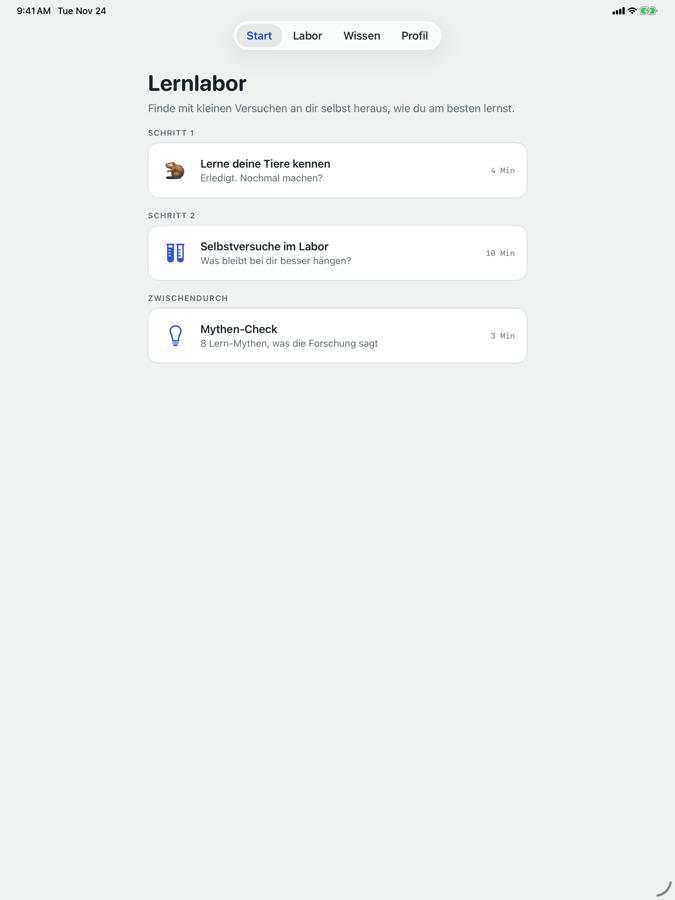 9:41 AM Tue Nov 24
Start Labor Wissen Profil
Lernlabor
Finde mit kleinen Versuchen an dir selbst heraus, wie du am besten lernst.
SCHRITT 1
Lerne deine Tiere kennen
Erledigt. Nochmal machen?
4 Min
SCHRITT 2
Selbstversuche im Labor
Was bleibt bei dir besser hängen?
10 Min
ZWISCHENDURCH
Mythen-Check
8 Lern-Mythen, was die Forschung sagt
3 Min